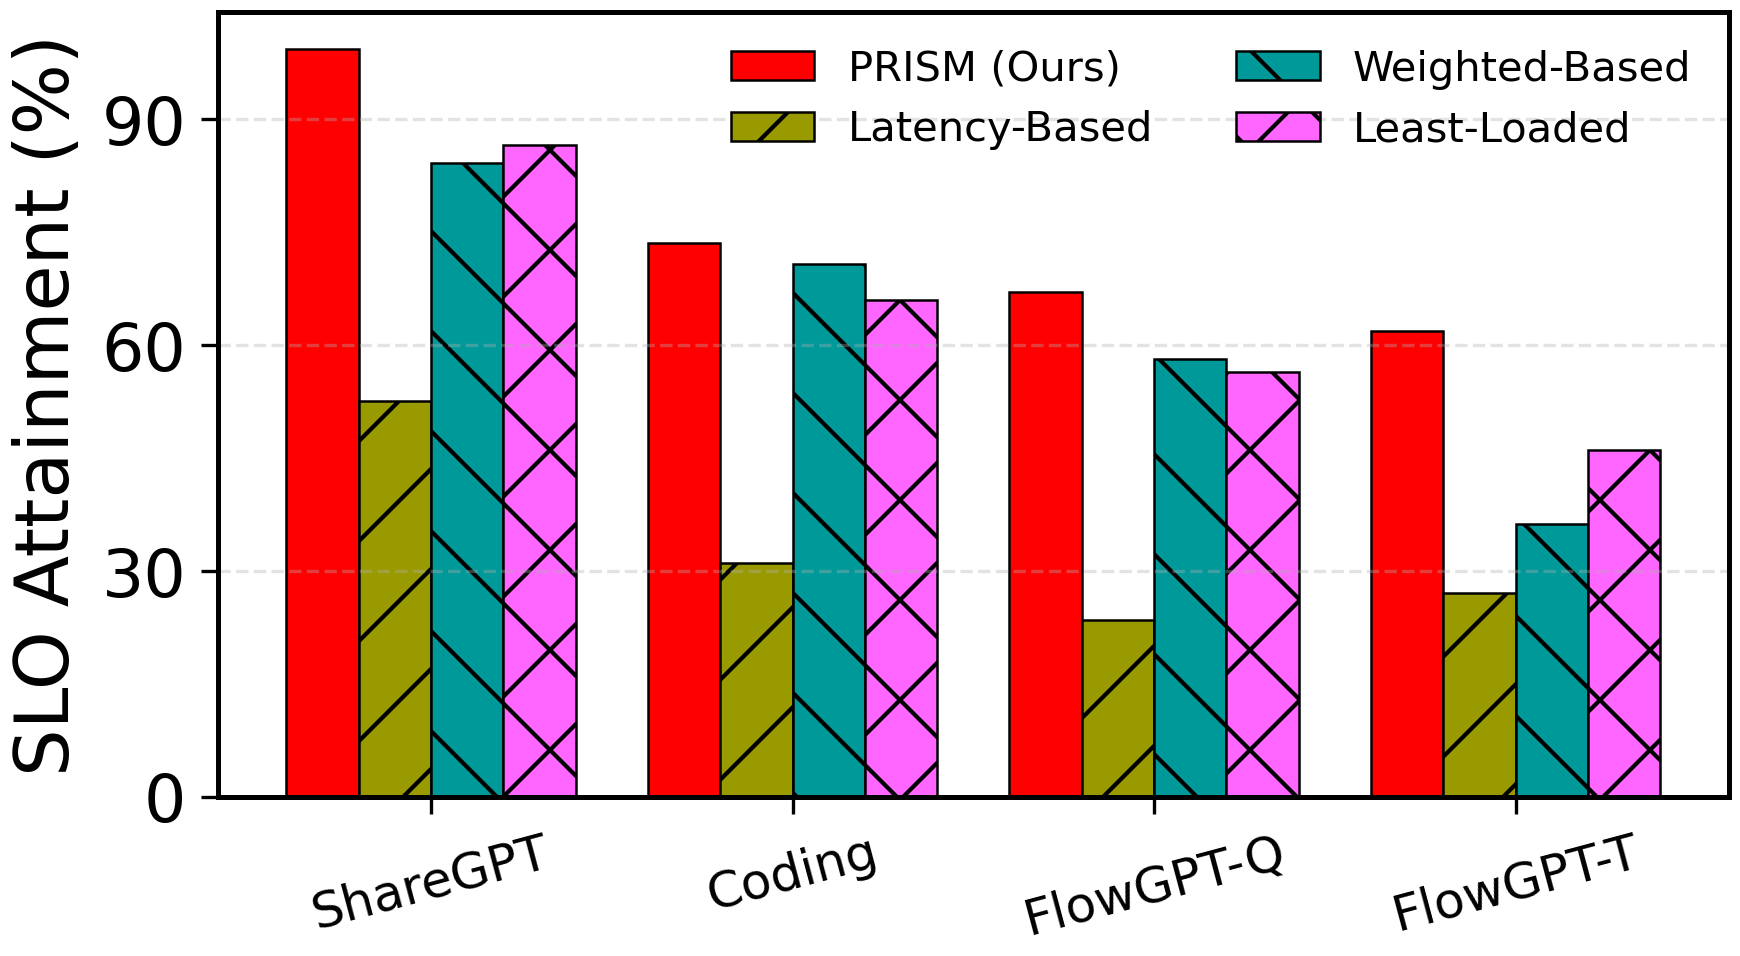 SLO Attainment (%)
90
60
30
0
PRISM (Ours)
Latency-Based
Weighted-Based
Least-Loaded
ShareGPT
Coding
FlowGPT-Q
FlowGPT-T